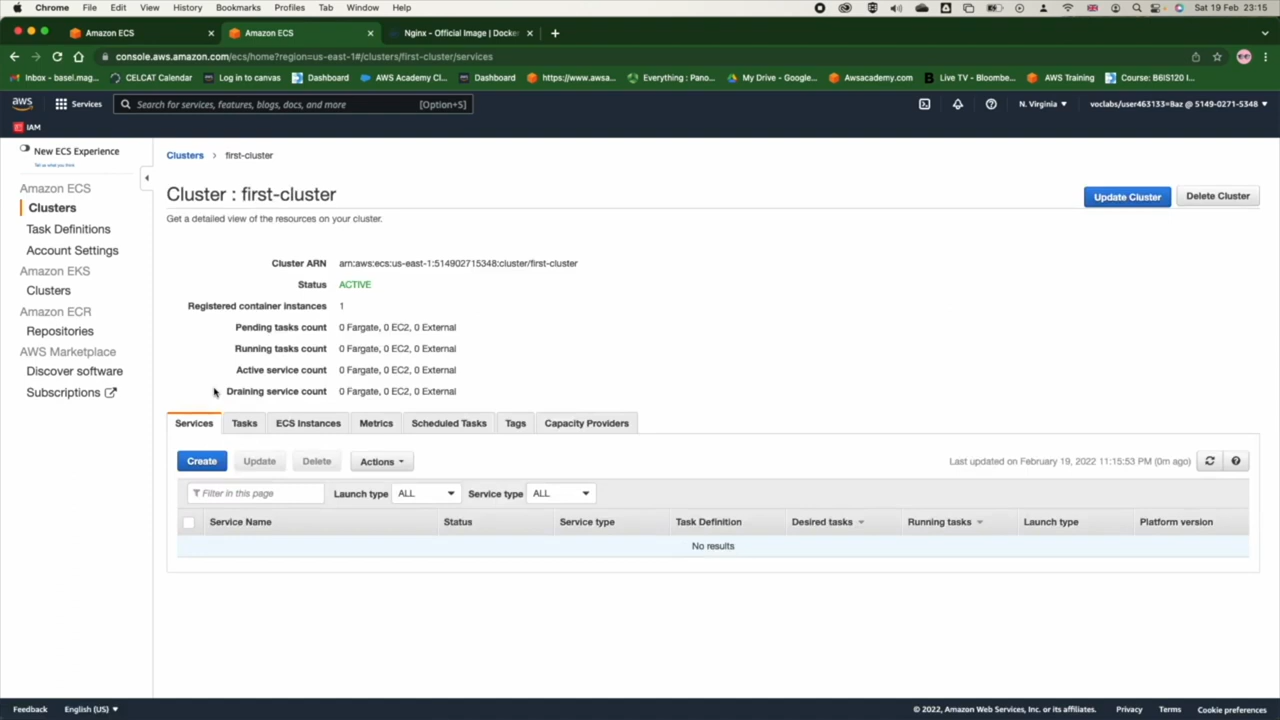 Chrome File Edit View History Bookmarks Profiles Tab Window Help Sat 19 Feb 23:15
Amazon ECS Amazon ECS Nginx - Official Image | Docker
console.aws.amazon.com/ecs/home?region=us-east-1#/clusters/first-cluster/services
Inbox - basel.mag... CELCAT Calendar Log in to canvas Dashboard AWS Academy Cl... Dashboard https://www.awsa... Everything : Pano... My Drive - Google... Awsacademy.com Live TV - Bloombe... AWS Training Course: B6IS120 I...
aws Services Search for services, features, blogs, docs, and more [Option+S] N. Virginia voclabs/user463133=Baz @ 5149-0271-5348
IAM
New ECS Experience
Tell us what you think
Amazon ECS
Clusters
Task Definitions
Account Settings
Amazon EKS
Clusters
Amazon ECR
Repositories
AWS Marketplace
Discover software
Subscriptions
Clusters > first-cluster
Cluster : first-cluster
Update Cluster Delete Cluster
Get a detailed view of the resources on your cluster.
Cluster ARN arn:aws:ecs:us-east-1:514902715348:cluster/first-cluster
Status ACTIVE
Registered container instances 1
Pending tasks count 0 Fargate, 0 EC2, 0 External
Running tasks count 0 Fargate, 0 EC2, 0 External
Active service count 0 Fargate, 0 EC2, 0 External
Draining service count 0 Fargate, 0 EC2, 0 External
Services Tasks ECS Instances Metrics Scheduled Tasks Tags Capacity Providers
Create Update Delete Actions Last updated on February 19, 2022 11:15:53 PM (0m ago)
Filter in this page Launch type ALL Service type ALL
Service Name Status Service type Task Definition Desired tasks Running tasks Launch type Platform version
No results
Feedback English (US) © 2022, Amazon Web Services, Inc. or its affiliates. Privacy Terms Cookie preferences